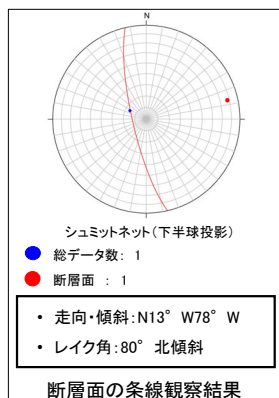 N
シュミットネット(下半球投影)
総データ数: 1
断層面 : 1
• 走向・傾斜:N13° W78° W
• レイク角:80° 北傾斜
断層面の条線観察結果